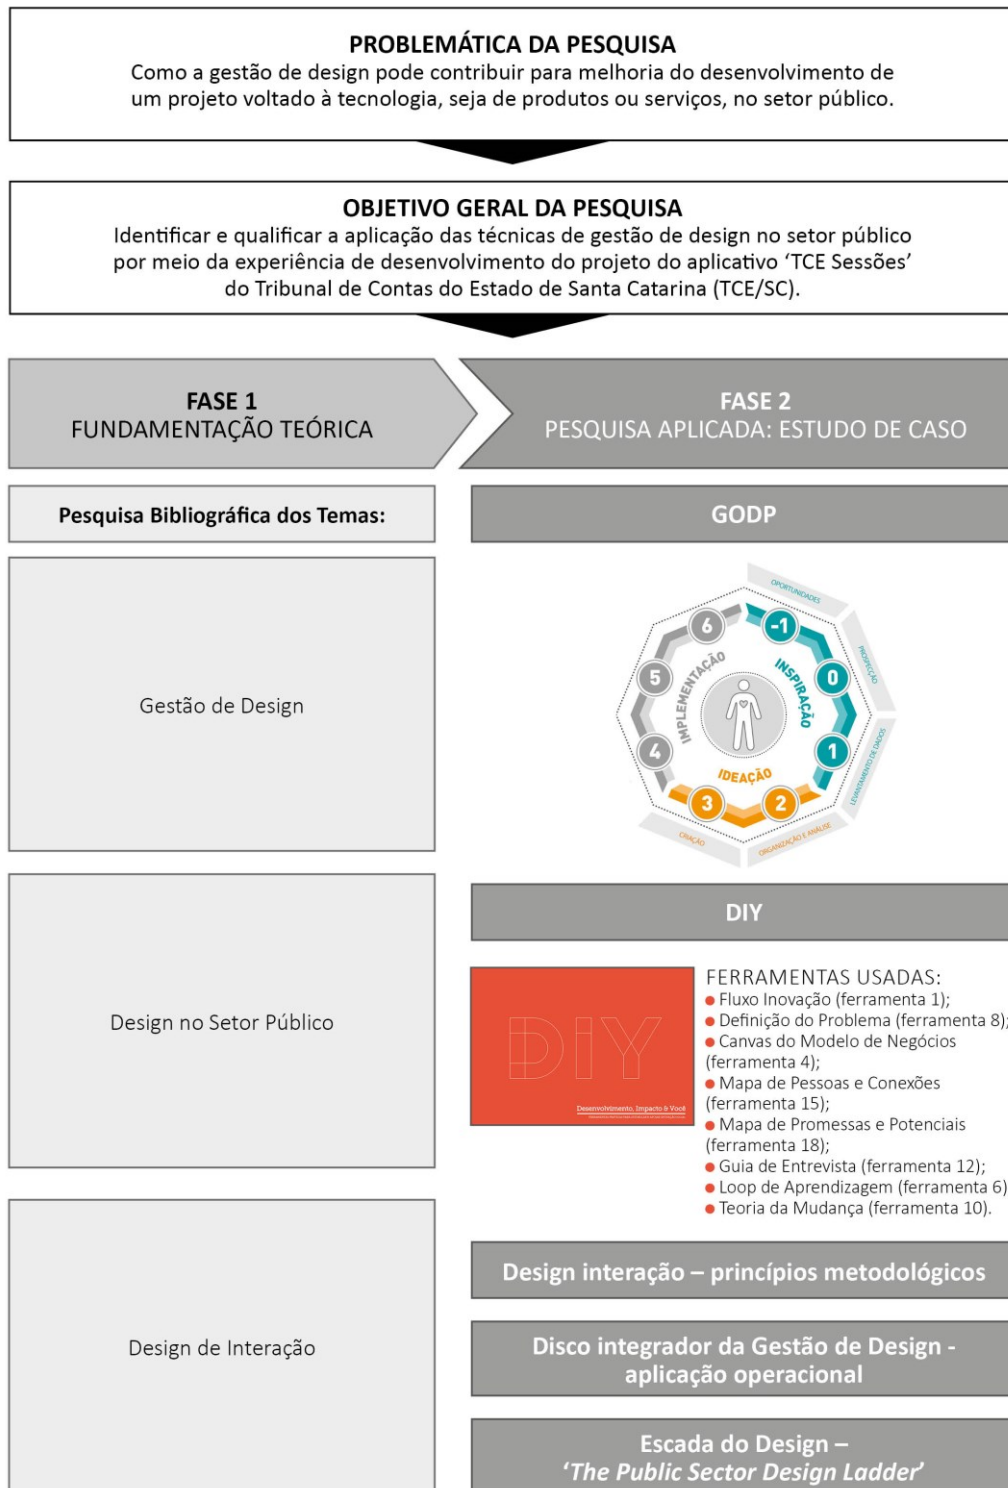 PROBLEMÁTICA DA PESQUISA
Como a gestão de design pode contribuir para melhoria do desenvolvimento de
um projeto voltado à tecnologia, seja de produtos ou serviços, no setor público.
OBJETIVO GERAL DA PESQUISA
Identificar e qualificar a aplicação das técnicas de gestão de design no setor público
por meio da experiência de desenvolvimento do projeto do aplicativo ‘TCE Sessões’
do Tribunal de Contas do Estado de Santa Catarina (TCE/SC).
FASE 1
FUNDAMENTAÇÃO TEÓRICA
FASE 2
PESQUISA APLICADA: ESTUDO DE CASO
Pesquisa Bibliográfica dos Temas:
Gestão de Design
Design no Setor Público
Design de Interação
GODP
OPORTUNIDADES
PROSPECÇÃO
LEVANTAMENTO DE DADOS
ORGANIZAÇÃO E ANÁLISE
CRIAÇÃO
INSPIRAÇÃO
IDEAÇÃO
IMPLEMENTAÇÃO
-1
0
1
2
3
4
5
6
DIY
DIY
Desenvolvimento, Impacto & Você
FERRAMENTAS USADAS:
● Fluxo Inovação (ferramenta 1);
● Definição do Problema (ferramenta 8);
● Canvas do Modelo de Negócios
(ferramenta 4);
● Mapa de Pessoas e Conexões
(ferramenta 15);
● Mapa de Promessas e Potenciais
(ferramenta 18);
● Guia de Entrevista (ferramenta 12);
● Loop de Aprendizagem (ferramenta 6)
● Teoria da Mudança (ferramenta 10).
Design interação – princípios metodológicos
Disco integrador da Gestão de Design -
aplicação operacional
Escada do Design –
‘The Public Sector Design Ladder’